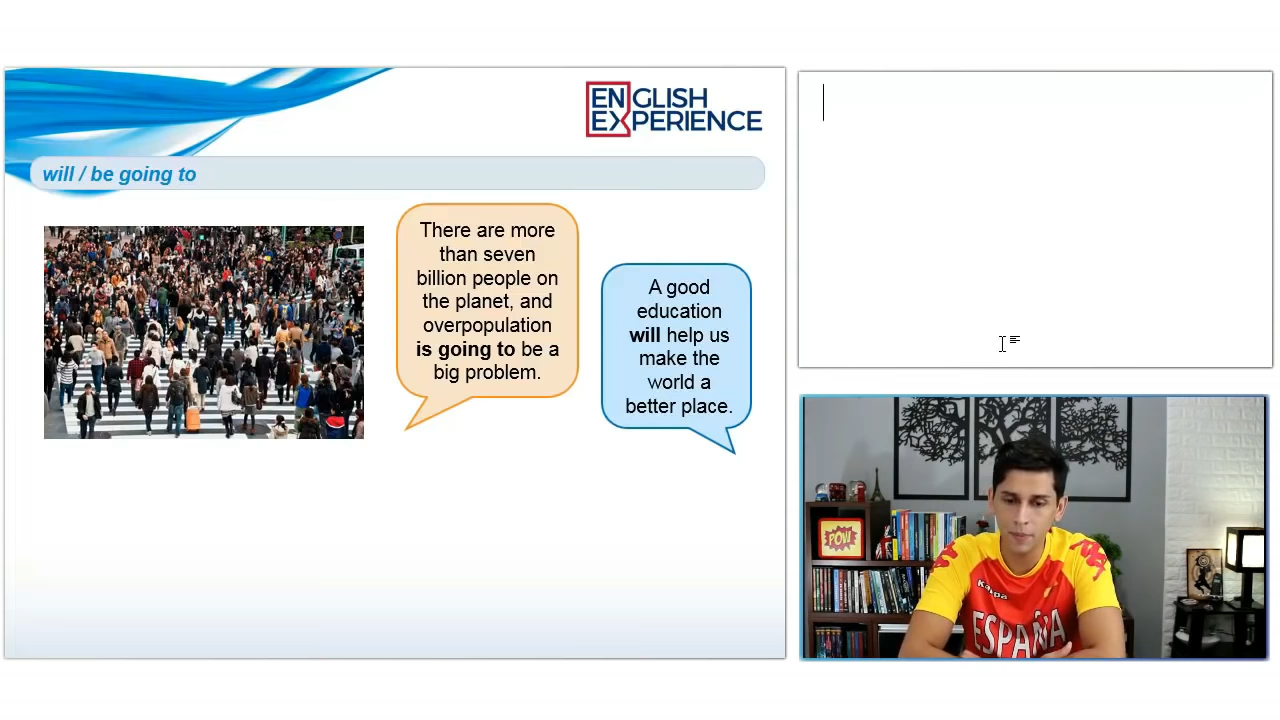 ENGLISH
EXPERIENCE
will / be going to
There are more
than seven
billion people on
the planet, and
overpopulation
is going to be a
big problem.
A good
education
will help us
make the
world a
better place.
POW!
Kappa
ESPAÑA